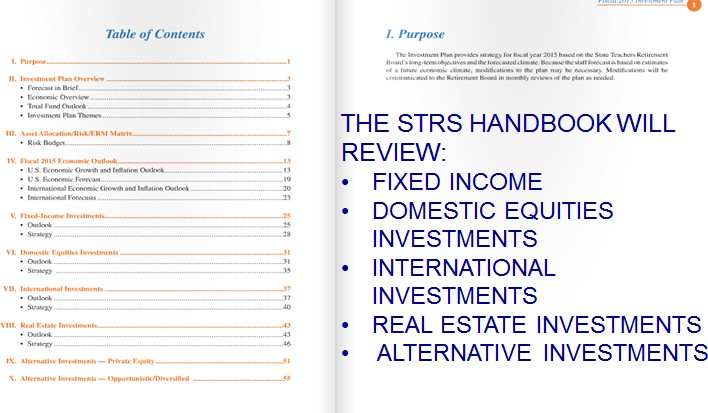 Table of Contents
I. Purpose...1
II. Investment Plan Overview...3
• Forecast in Brief...3
• Economic Overview...3
• Total Fund Outlook...4
• Investment Plan Themes...5
III. Asset Allocation/Risk/ERM Matrix...7
• Risk Budget...8
IV. Fiscal 2015 Economic Outlook...13
• U.S. Economic Growth and Inflation Outlook...13
• U.S. Economic Forecast...19
• International Economic Growth and Inflation Outlook...20
• International Forecasts...23
V. Fixed-Income Investments...25
• Outlook...25
• Strategy...28
VI. Domestic Equities Investments...31
• Outlook...31
• Strategy...35
VII. International Investments...37
• Outlook...37
• Strategy...40
VIII. Real Estate Investments...43
• Outlook...43
• Strategy...46
IX. Alternative Investments — Private Equity...51
X. Alternative Investments — Opportunistic/Diversified...55
Fiscal 2015 Investment Plan 1
I. Purpose
The Investment Plan provides strategy for fiscal year 2015 based on the State Teachers Retirement
Board's long-term objectives and the forecasted climate. Because the staff forecast is based on estimates
of a future economic climate, modifications to the plan may be necessary. Modifications will be
communicated to the Retirement Board in monthly reviews of the plan as needed.
THE STRS HANDBOOK WILL
REVIEW:
• FIXED INCOME
• DOMESTIC EQUITIES
INVESTMENTS
• INTERNATIONAL
INVESTMENTS
• REAL ESTATE INVESTMENTS
• ALTERNATIVE INVESTMENTS